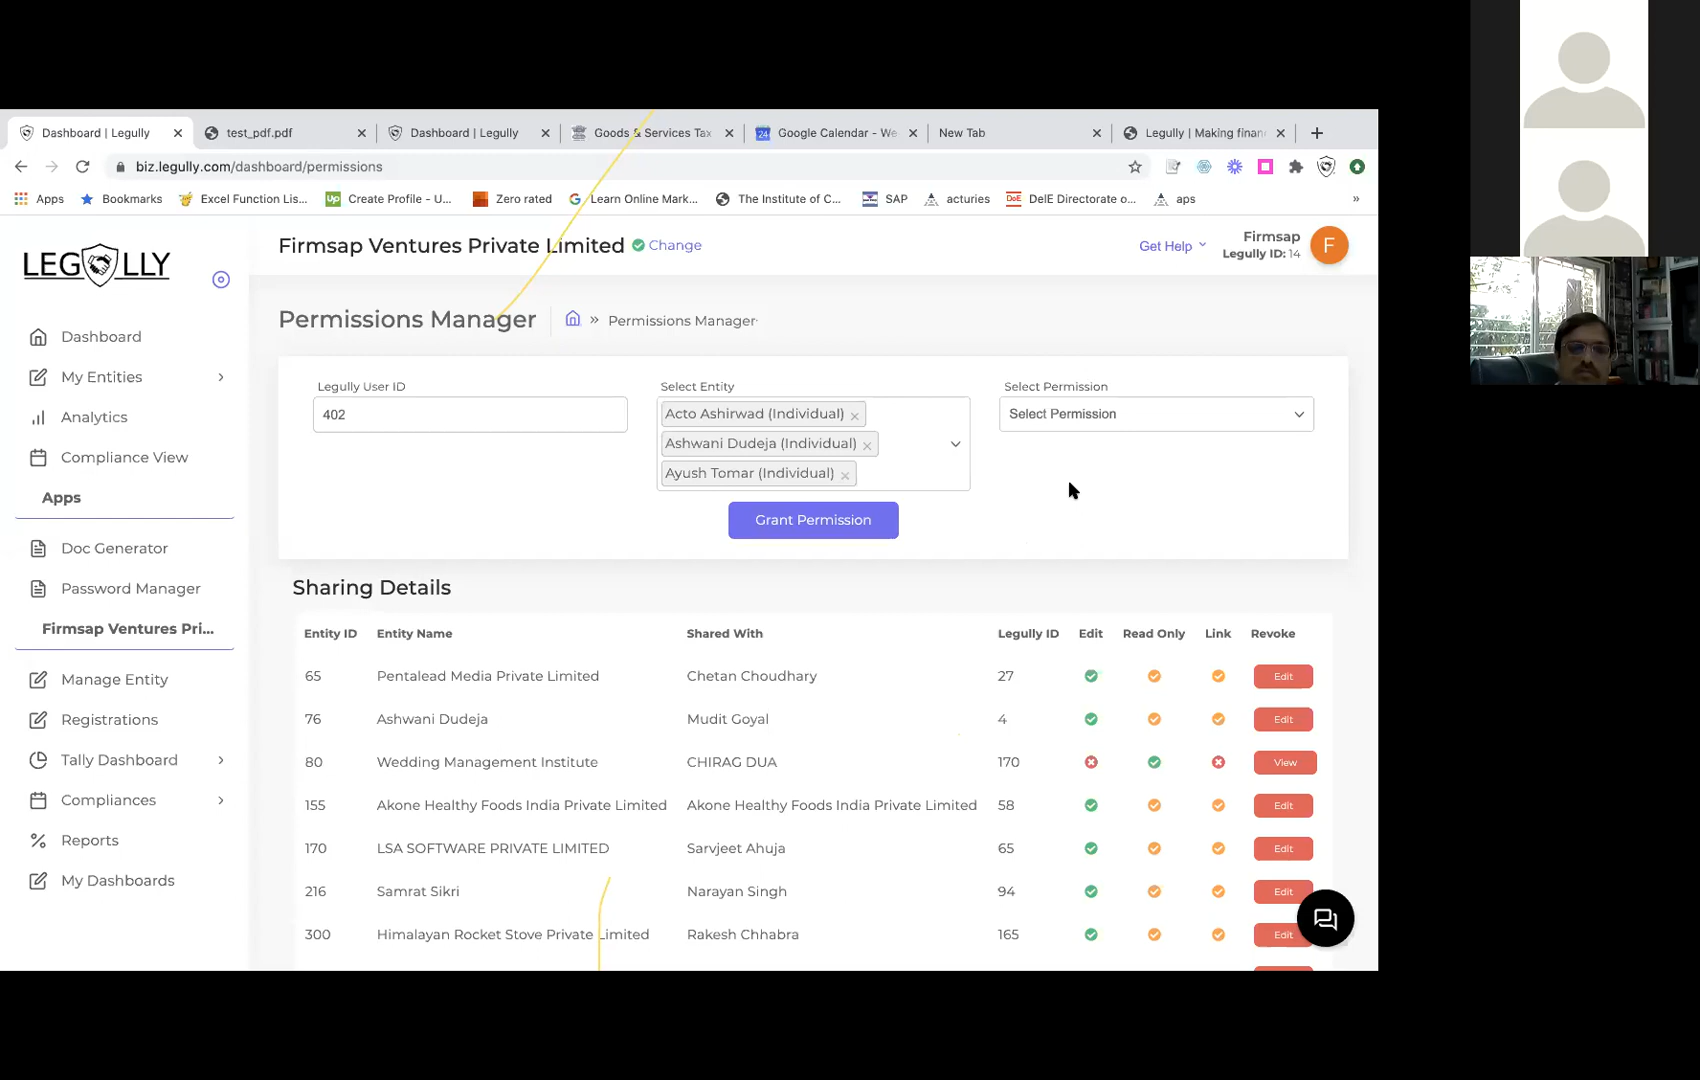 Dashboard | Legully
test_pdf.pdf
Dashboard | Legully
Goods & Services Tax
Google Calendar - We
New Tab
Legully | Making finan
biz.legully.com/dashboard/permissions
Apps
Bookmarks
Excel Function Lis...
Create Profile - U...
Zero rated
Learn Online Mark...
The Institute of C...
SAP
acturies
DelE Directorate o...
aps
»
LEGULLY
Firmsap Ventures Private Limited
Change
Get Help
Firmsap
Legully ID: 14
F
Dashboard
My Entities
Analytics
Compliance View
Apps
Doc Generator
Password Manager
Firmsap Ventures Pri...
Manage Entity
Registrations
Tally Dashboard
Compliances
Reports
My Dashboards
Permissions Manager
» Permissions Manager
Legully User ID
402
Select Entity
Acto Ashirwad (Individual) ×
Ashwani Dudeja (Individual) ×
Ayush Tomar (Individual) ×
Select Permission
Select Permission
Grant Permission
Sharing Details
Entity ID Entity Name Shared With Legully ID Edit Read Only Link Revoke
65 Pentalead Media Private Limited Chetan Choudhary 27 Edit
76 Ashwani Dudeja Mudit Goyal 4 Edit
80 Wedding Management Institute CHIRAG DUA 170 View
155 Akone Healthy Foods India Private Limited Akone Healthy Foods India Private Limited 58 Edit
170 LSA SOFTWARE PRIVATE LIMITED Sarvjeet Ahuja 65 Edit
216 Samrat Sikri Narayan Singh 94 Edit
300 Himalayan Rocket Stove Private Limited Rakesh Chhabra 165 Edit